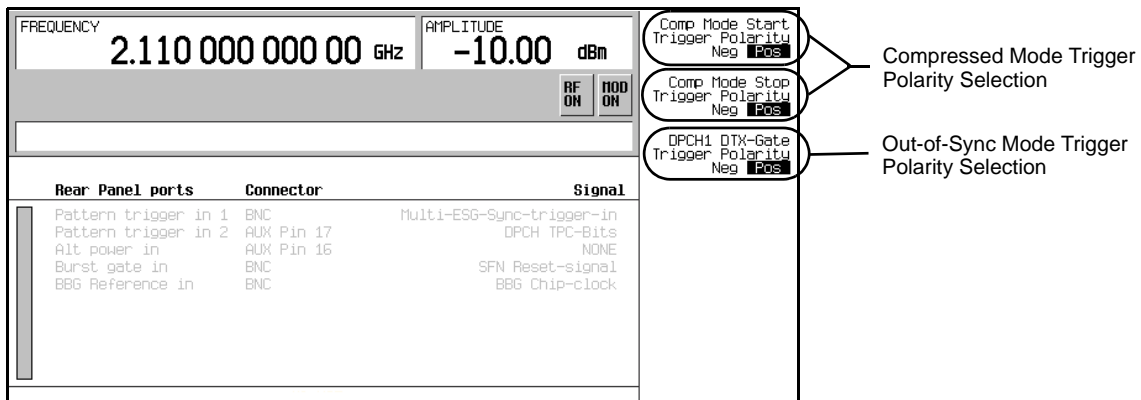 FREQUENCY
2.110 000 000 00 GHz
AMPLITUDE
-10.00 dBm
RF ON
MOD ON
Comp Mode Start
Trigger Polarity
Neg Pos
Comp Mode Stop
Trigger Polarity
Neg Pos
DPCH1 DTX-Gate
Trigger Polarity
Neg Pos
Compressed Mode Trigger
Polarity Selection
Out-of-Sync Mode Trigger
Polarity Selection
Rear Panel ports Connector Signal
Pattern trigger in 1 BNC Multi-ESG-Sync-trigger-in
Pattern trigger in 2 AUX Pin 17 DPCH TPC-Bits
Alt power in AUX Pin 16 NONE
Burst gate in BNC SFN Reset-signal
BBG Reference in BNC BBG Chip-clock